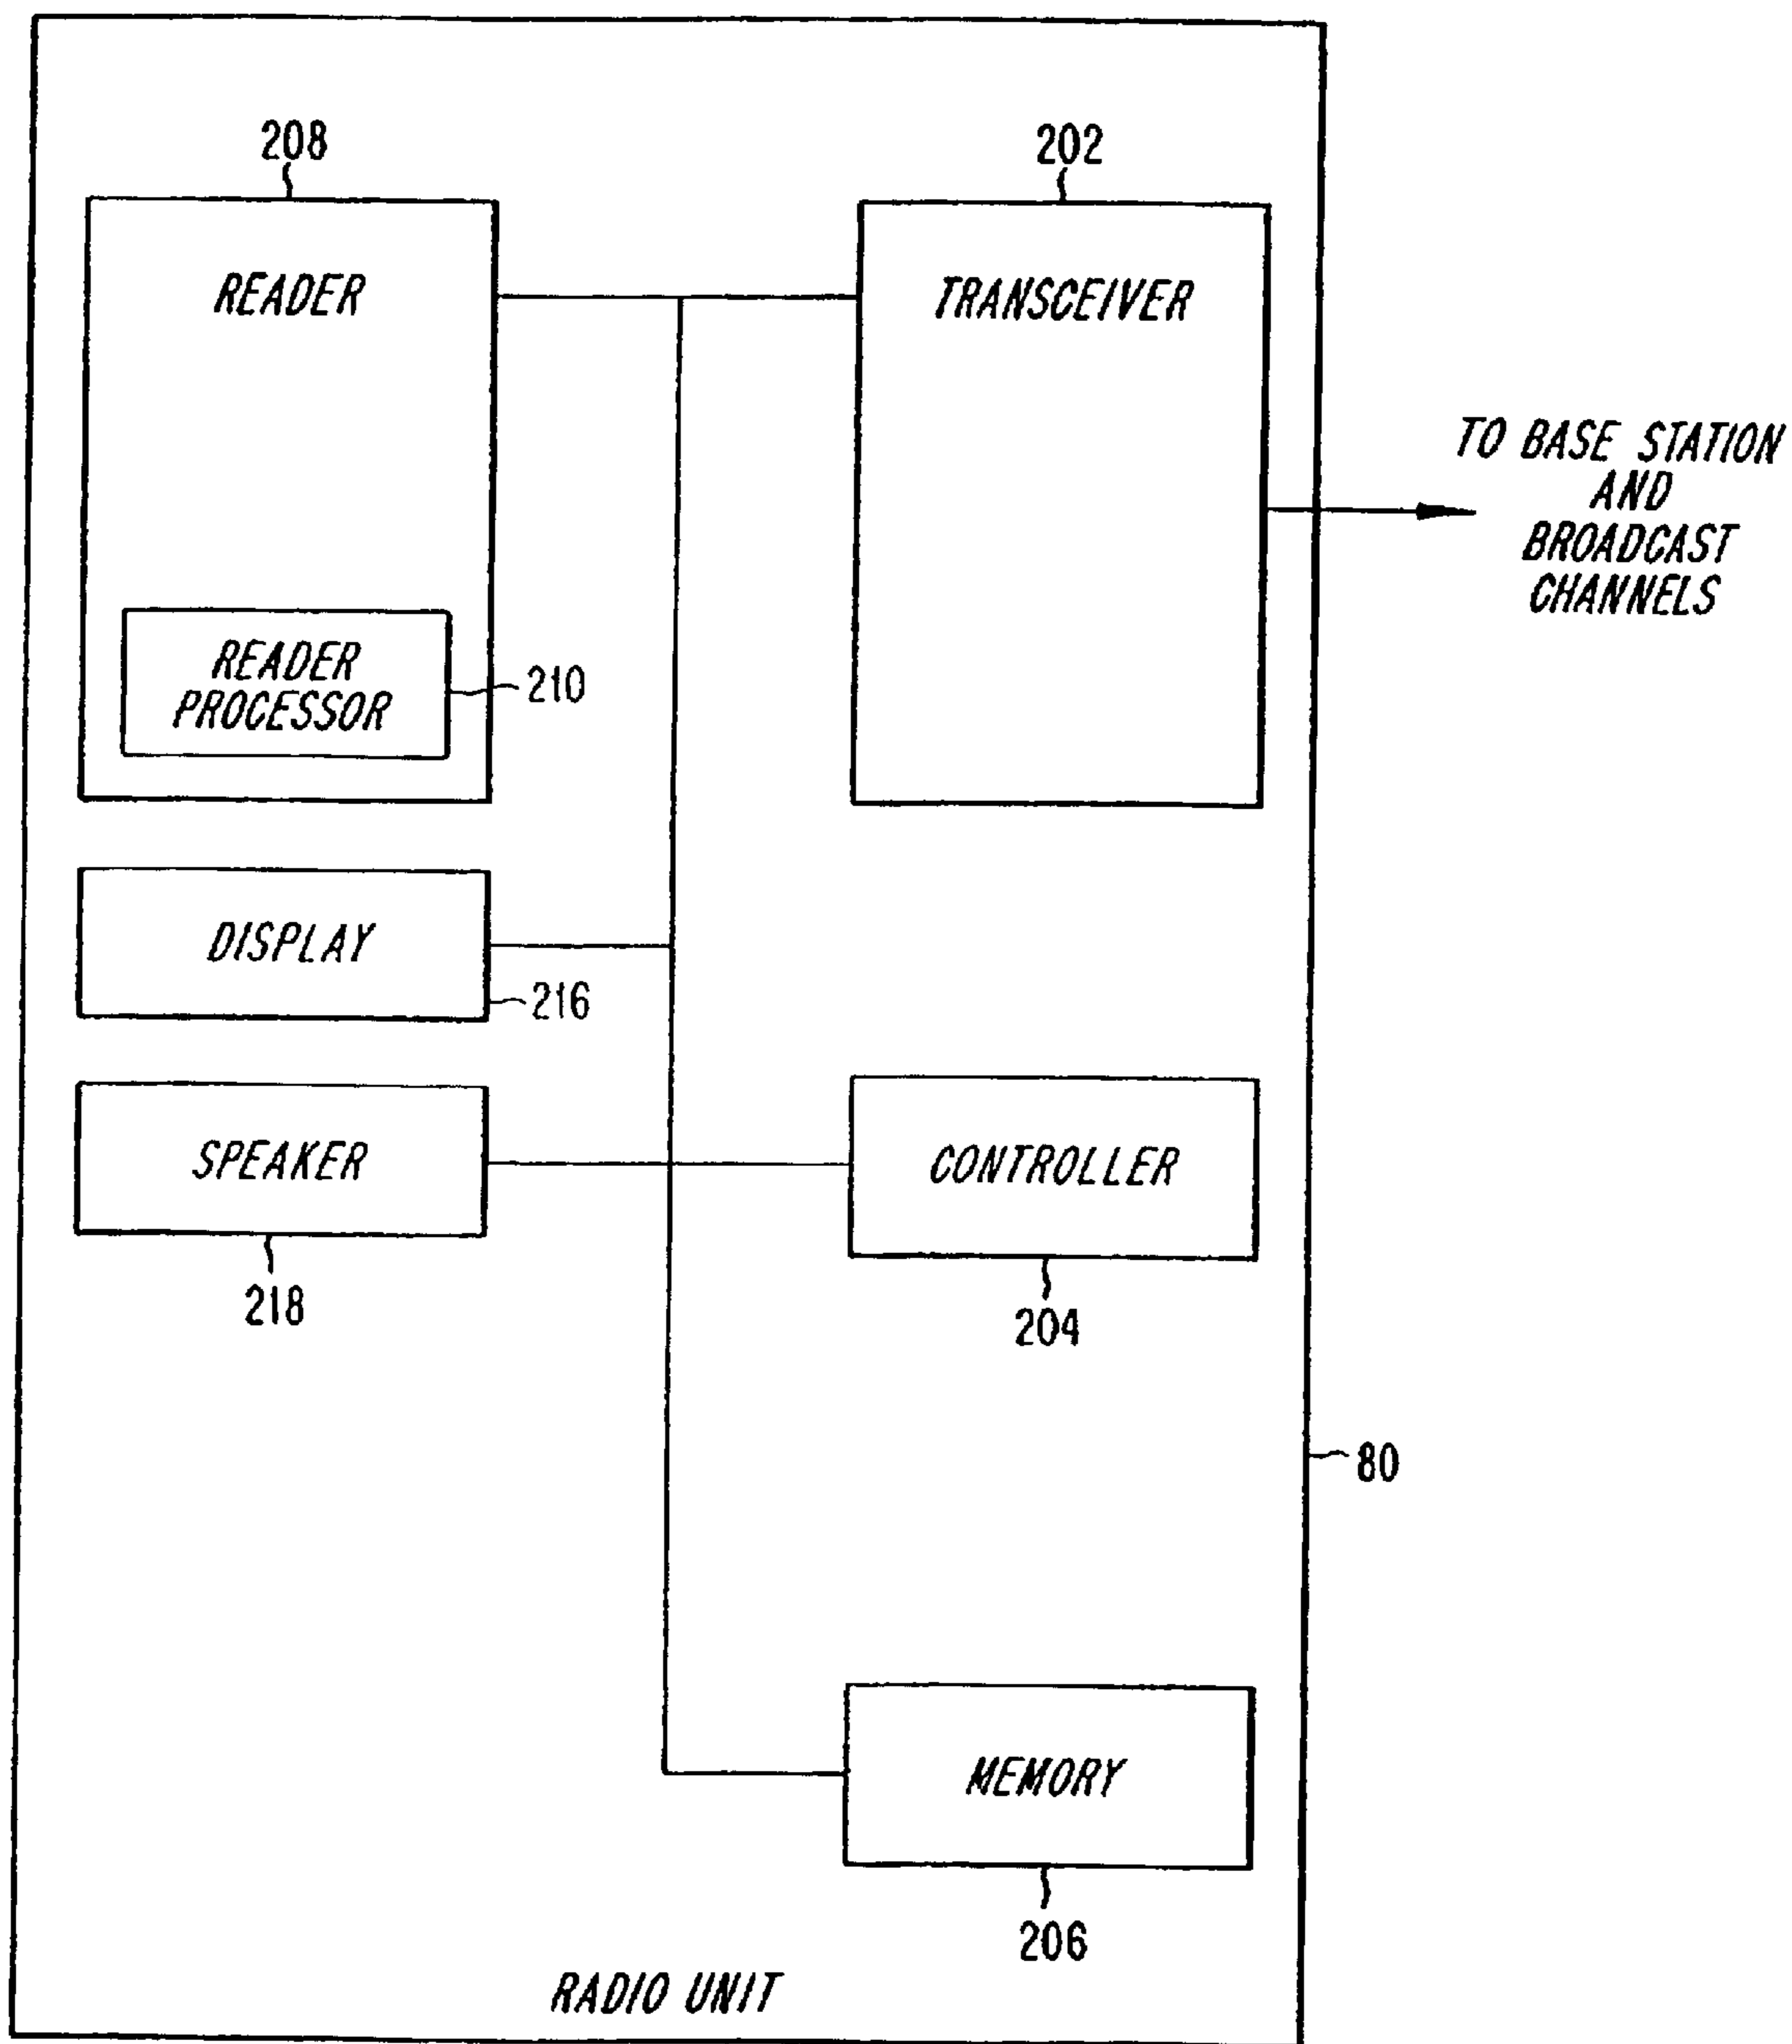 208
202
READER
TRANSCEIVER
TO BASE STATION
AND
BROADCAST
CHANNELS
READER
PROCESSOR
210
DISPLAY
216
SPEAKER
CONTROLLER
218
204
80
MEMORY
206
RADIO UNIT